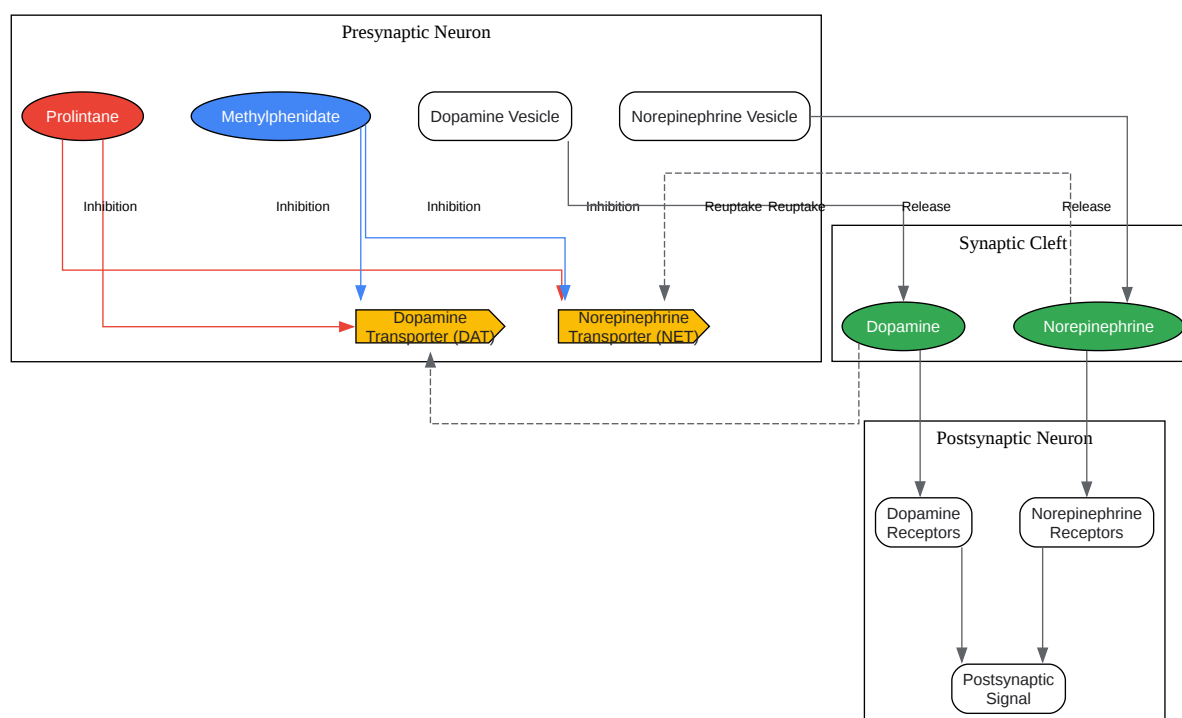 Presynaptic Neuron
Prolintane
Methylphenidate
Dopamine Vesicle
Norepinephrine Vesicle
Inhibition
Inhibition
Inhibition
Inhibition
Reuptake
Reuptake
Release
Release
Synaptic Cleft
Dopamine
Transporter (DAT)
Norepinephrine
Transporter (NET)
Dopamine
Norepinephrine
Postsynaptic Neuron
Dopamine
Receptors
Norepinephrine
Receptors
Postsynaptic
Signal